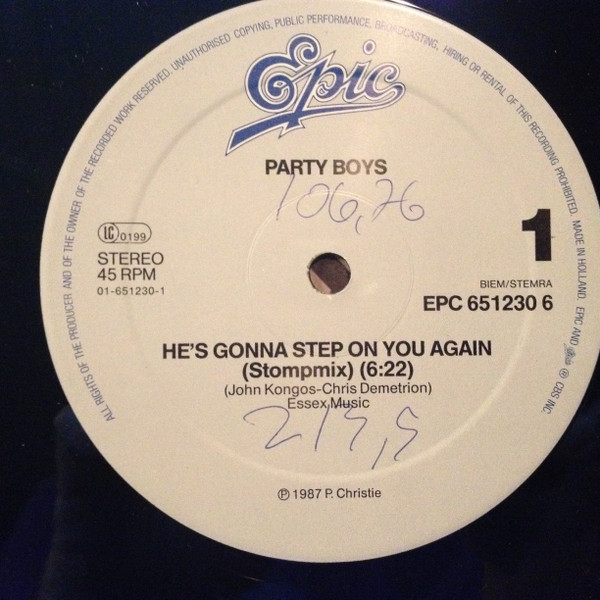 ALL RIGHTS OF THE PRODUCER AND OF THE OWNER OF THE RECORDED WORK RESERVED. UNAUTHORISED COPYING, PUBLIC PERFORMANCE, BROADCASTING, HIRING OR RENTAL OF THIS RECORDING PROHIBITED. MADE IN HOLLAND. EPIC AND
℗ CBS INC.
Epic
PARTY BOYS
106,76
LC 0199
STEREO
45 RPM
01-651230-1
1
BIEM/STEMRA
EPC 651230 6
HE'S GONNA STEP ON YOU AGAIN
(Stompmix) (6:22)
(John Kongos-Chris Demetrion)
Essex Music
℗ 1987 P. Christie